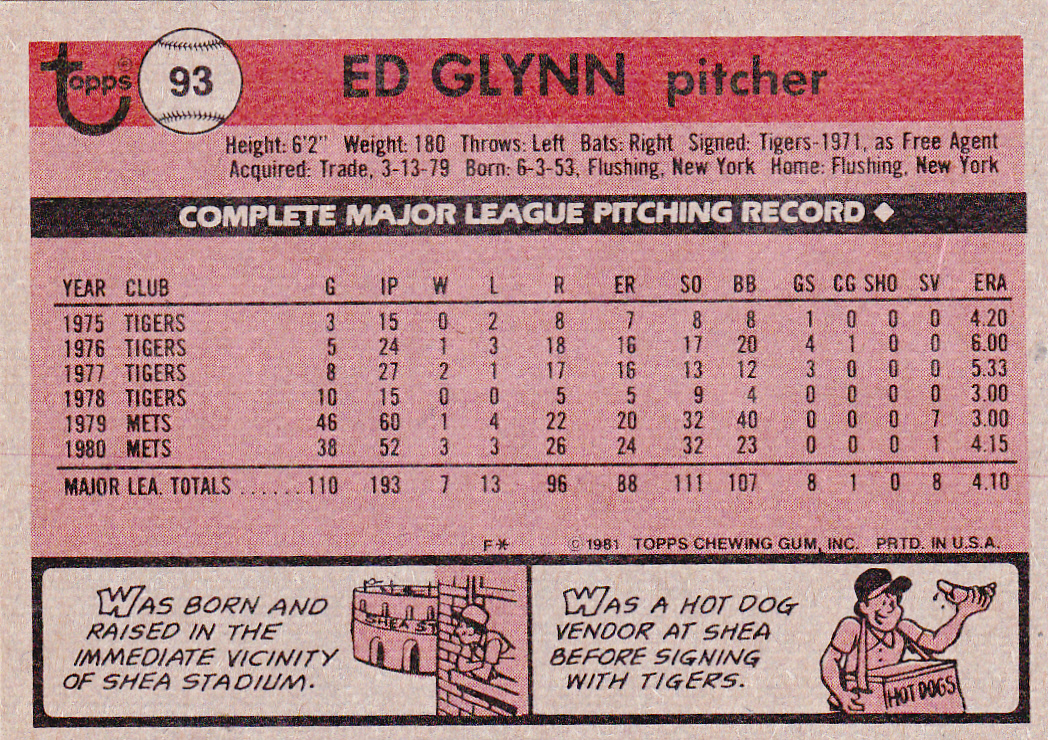 topps® 93 ED GLYNN pitcher
Height: 6'2" Weight: 180 Throws: Left Bats: Right Signed: Tigers-1971, as Free Agent
Acquired: Trade, 3-13-79 Born: 6-3-53, Flushing, New York Home: Flushing, New York
COMPLETE MAJOR LEAGUE PITCHING RECORD ◆
YEAR CLUB G IP W L R ER SO BB GS CG SHO SV ERA
1975 TIGERS 3 15 0 2 8 7 8 8 1 0 0 0 4.20
1976 TIGERS 5 24 1 3 18 16 17 20 4 1 0 0 6.00
1977 TIGERS 8 27 2 1 17 16 13 12 3 0 0 0 5.33
1978 TIGERS 10 15 0 0 5 5 9 4 0 0 0 0 3.00
1979 METS 46 60 1 4 22 20 32 40 0 0 0 7 3.00
1980 METS 38 52 3 3 26 24 32 23 0 0 0 1 4.15
MAJOR LEA. TOTALS ......110 193 7 13 96 88 111 107 8 1 0 8 4.10
F* © 1981 TOPPS CHEWING GUM, INC. PRTD. IN U.S.A.
WAS BORN AND
RAISED IN THE
IMMEDIATE VICINITY
OF SHEA STADIUM.
SHEA ST
WAS A HOT DOG
VENDOR AT SHEA
BEFORE SIGNING
WITH TIGERS.
HOT DOGS